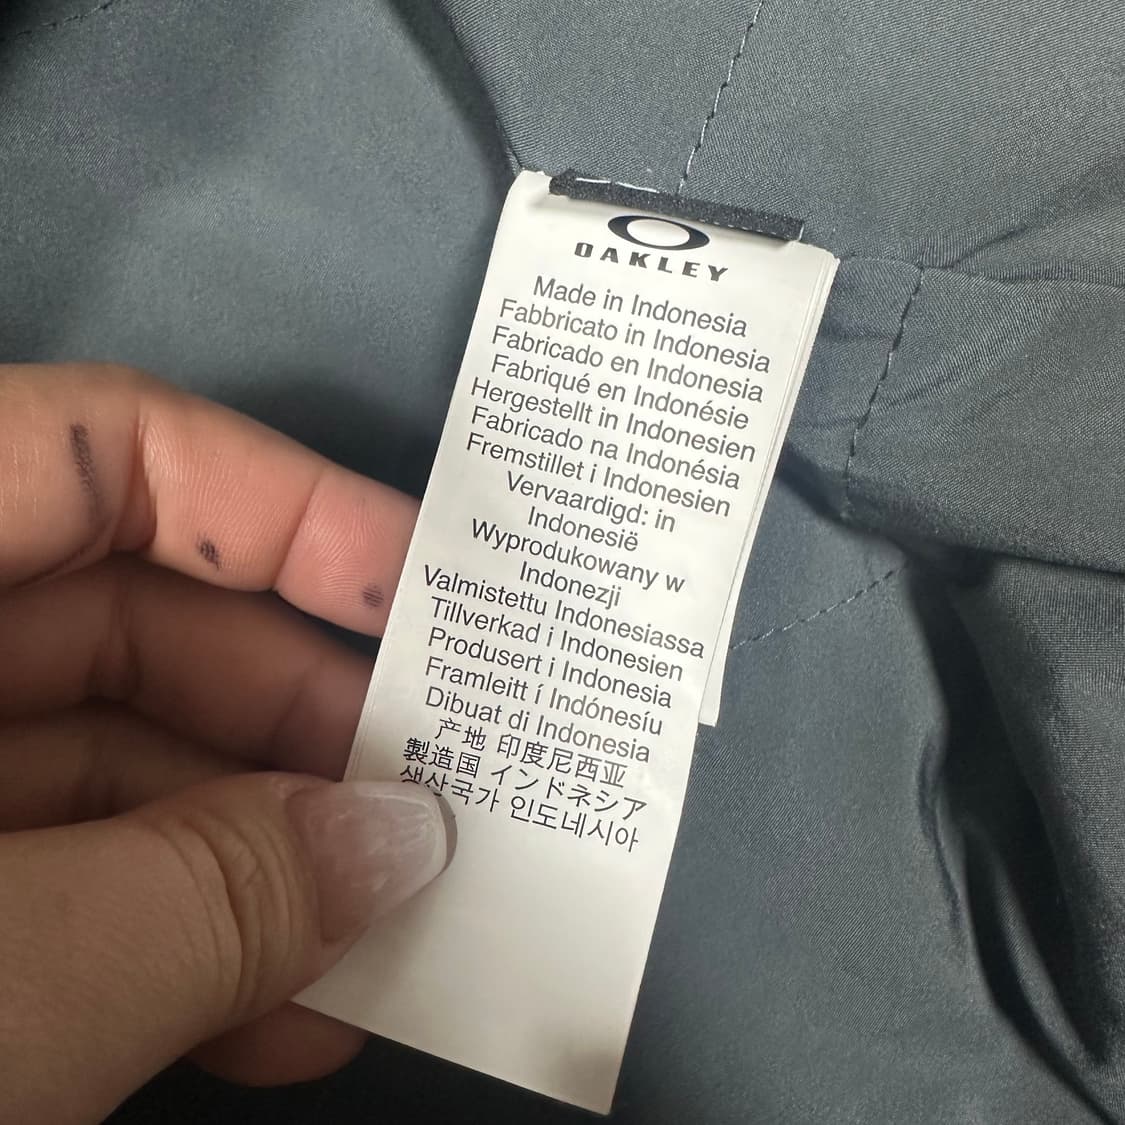 OAKLEY
Made in Indonesia
Fabbricato in Indonesia
Fabricado en Indonesia
Fabriqué en Indonésie
Hergestellt in Indonesien
Fabricado na Indonésia
Fremstillet i Indonesien
Vervaardigd: in
Indonesië
Wyprodukowany w
Indonezji
Valmistettu Indonesiassa
Tillverkad i Indonesien
Produsert i Indonesia
Framleitt í Indónesíu
Dibuat di Indonesia
产地 印度尼西亚
製造国 インドネシア
생산국가 인도네시아